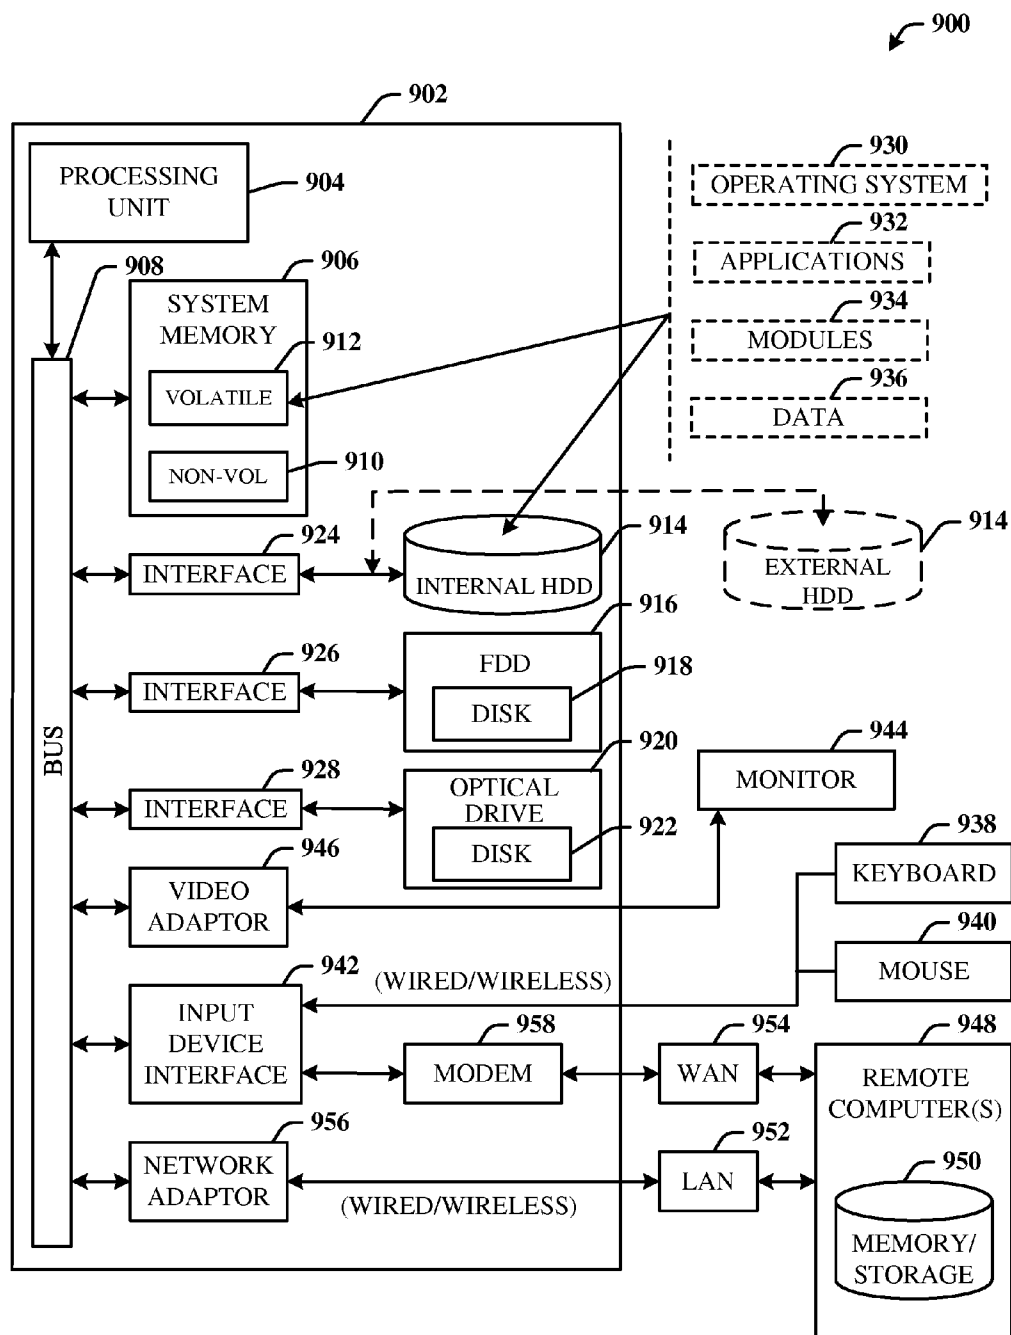 900
902
PROCESSING
UNIT
904
930
OPERATING SYSTEM
932
APPLICATIONS
934
MODULES
936
DATA
908
906
SYSTEM
MEMORY
912
VOLATILE
910
NON-VOL
924
INTERFACE
914
INTERNAL HDD
914
EXTERNAL
HDD
916
FDD
918
DISK
926
INTERFACE
BUS
920
OPTICAL
DRIVE
922
DISK
928
INTERFACE
944
MONITOR
946
VIDEO
ADAPTOR
938
KEYBOARD
940
MOUSE
942
INPUT
DEVICE
INTERFACE
(WIRED/WIRELESS)
958
MODEM
954
WAN
948
REMOTE
COMPUTER(S)
956
NETWORK
ADAPTOR
(WIRED/WIRELESS)
952
LAN
950
MEMORY/
STORAGE